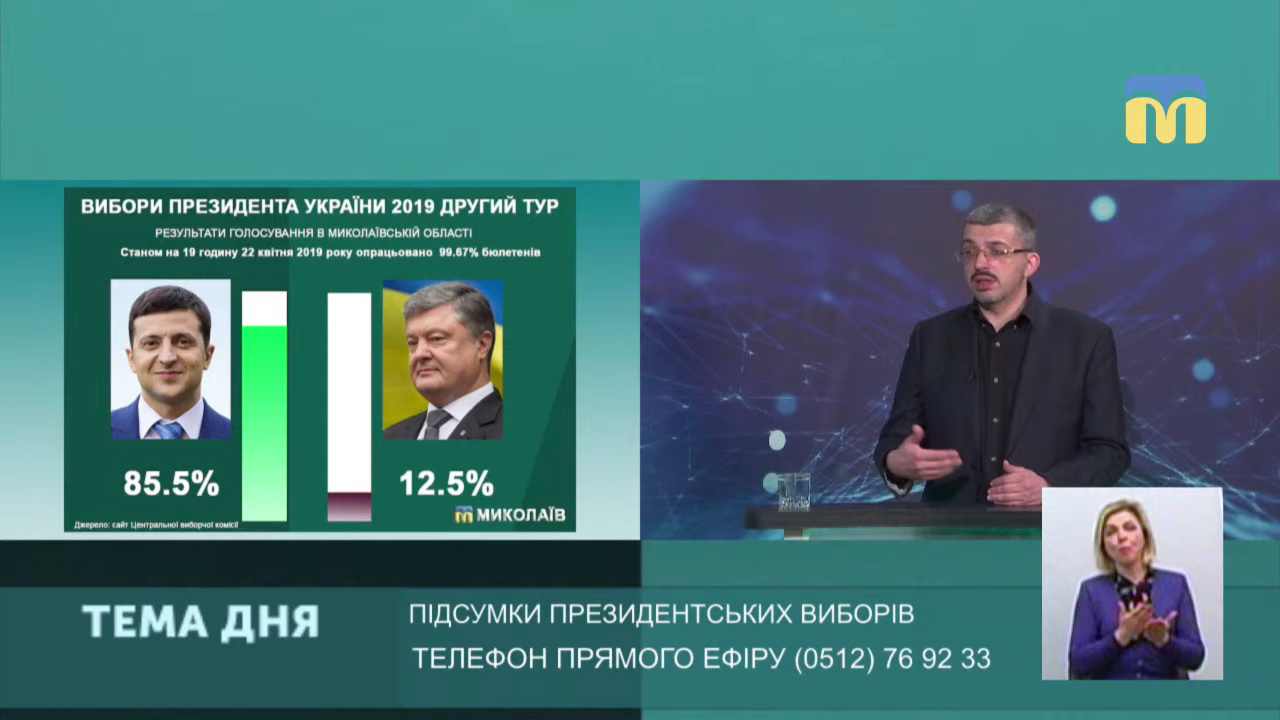 ВИБОРИ ПРЕЗИДЕНТА УКРАЇНИ 2019 ДРУГИЙ ТУР
РЕЗУЛЬТАТИ ГОЛОСУВАННЯ В МИКОЛАЇВСЬКІЙ ОБЛАСТІ
Станом на 19 годину 22 квітня 2019 року опрацьовано 99.67% бюлетенів
85.5%
12.5%
Джерело: сайт Центральної виборчої комісії
МИКОЛАЇВ
ТЕМА ДНЯ
ПІДСУМКИ ПРЕЗИДЕНТСЬКИХ ВИБОРІВ
ТЕЛЕФОН ПРЯМОГО ЕФІРУ (0512) 76 92 33